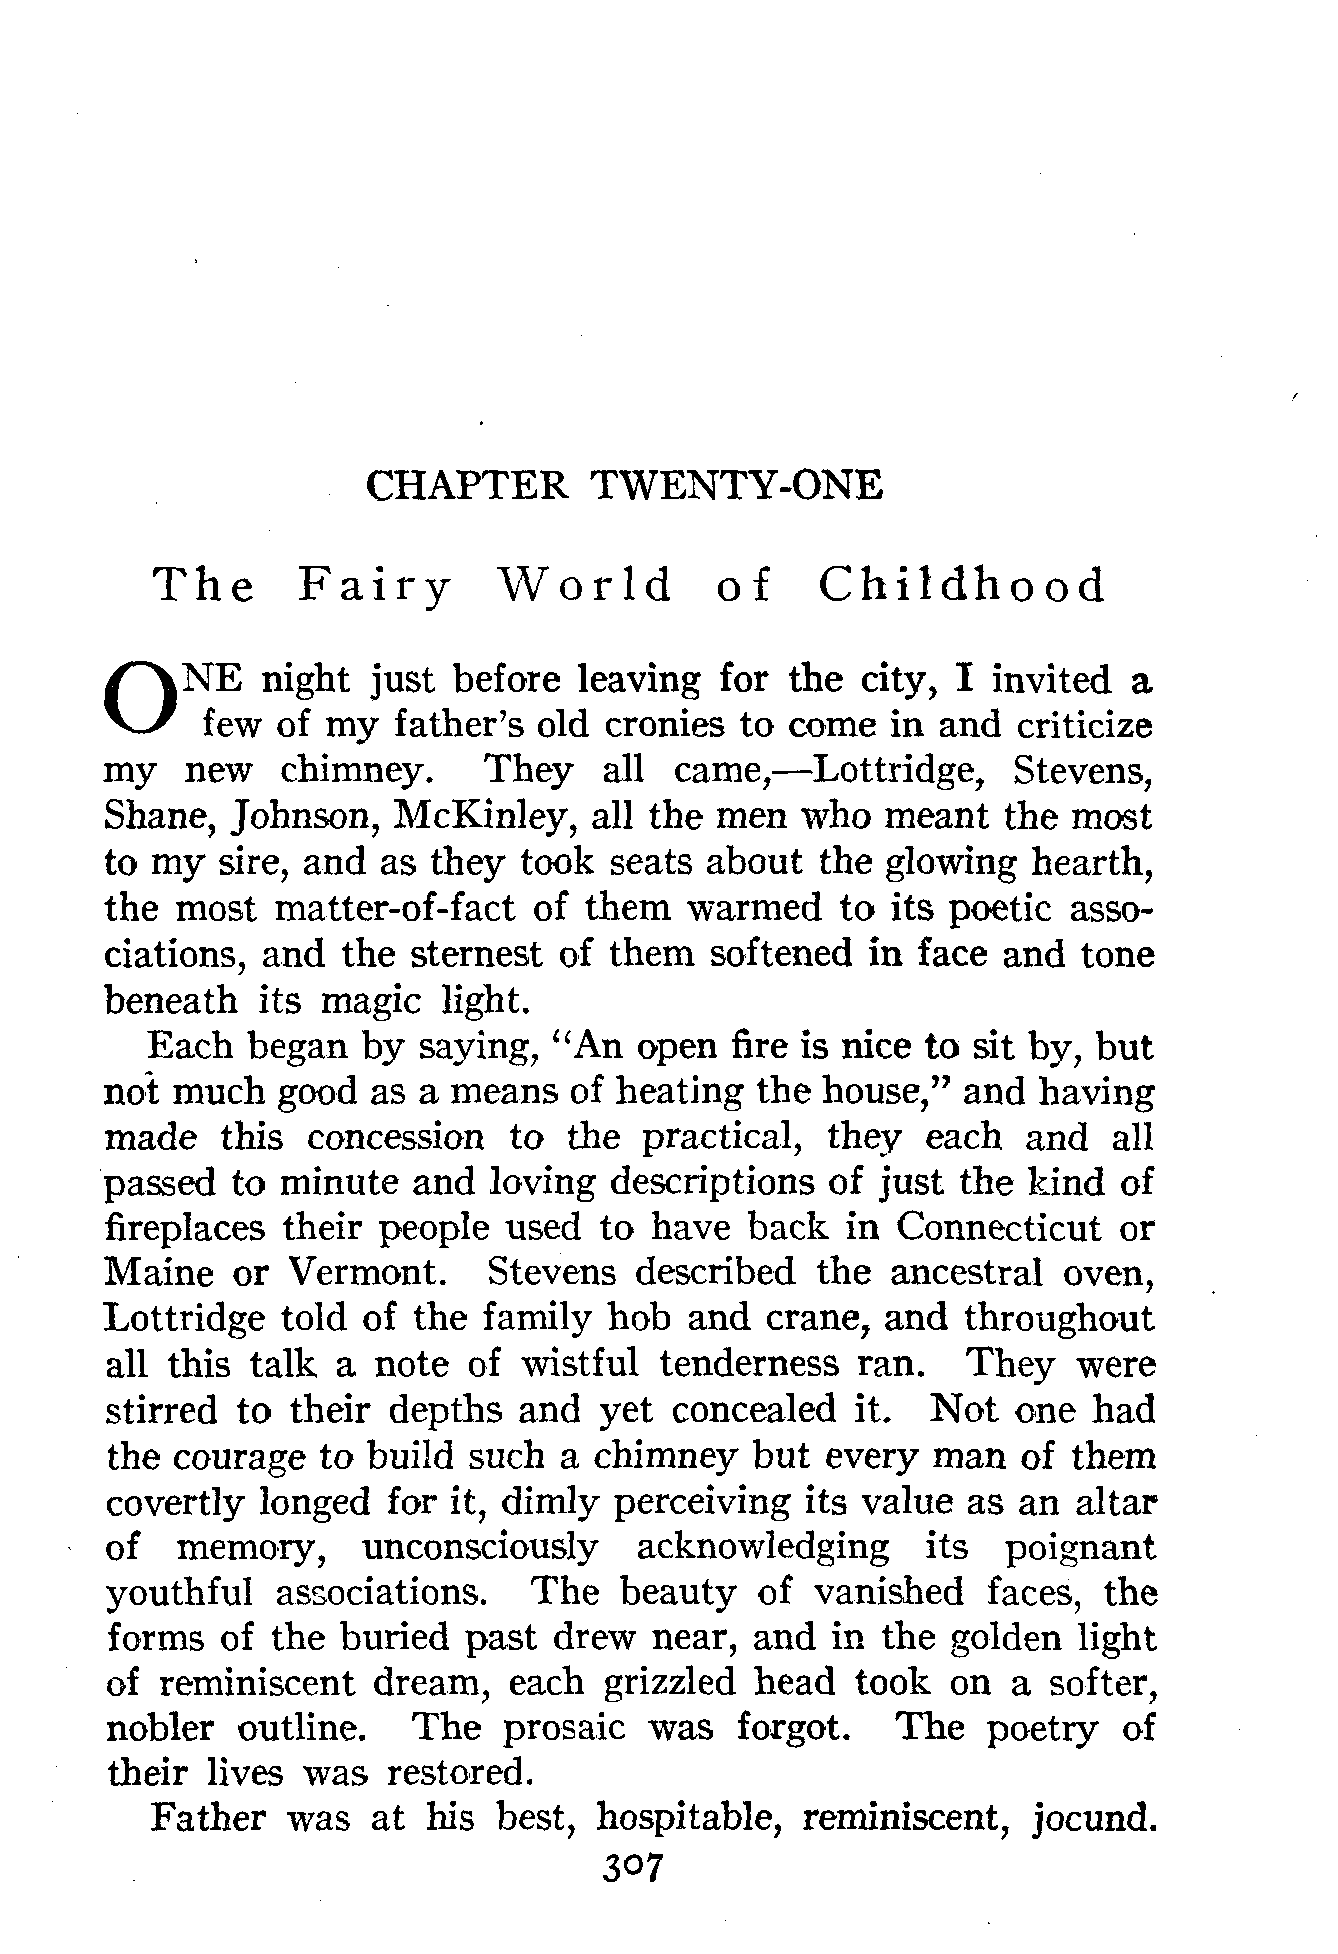 CHAPTER TWENTY-ONE
The Fairy World of Childhood
ONE night just before leaving for the city, I invited a
few of my father's old cronies to come in and criticize
my new chimney. They all came,—Lottridge, Stevens,
Shane, Johnson, McKinley, all the men who meant the most
to my sire, and as they took seats about the glowing hearth,
the most matter-of-fact of them warmed to its poetic asso-
ciations, and the sternest of them softened in face and tone
beneath its magic light.
Each began by saying, "An open fire is nice to sit by, but
not much good as a means of heating the house," and having
made this concession to the practical, they each and all
passed to minute and loving descriptions of just the kind of
fireplaces their people used to have back in Connecticut or
Maine or Vermont. Stevens described the ancestral oven,
Lottridge told of the family hob and crane, and throughout
all this talk a note of wistful tenderness ran. They were
stirred to their depths and yet concealed it. Not one had
the courage to build such a chimney but every man of them
covertly longed for it, dimly perceiving its value as an altar
of memory, unconsciously acknowledging its poignant
youthful associations. The beauty of vanished faces, the
forms of the buried past drew near, and in the golden light
of reminiscent dream, each grizzled head took on a softer,
nobler outline. The prosaic was forgot. The poetry of
their lives was restored.
Father was at his best, hospitable, reminiscent, jocund.
307